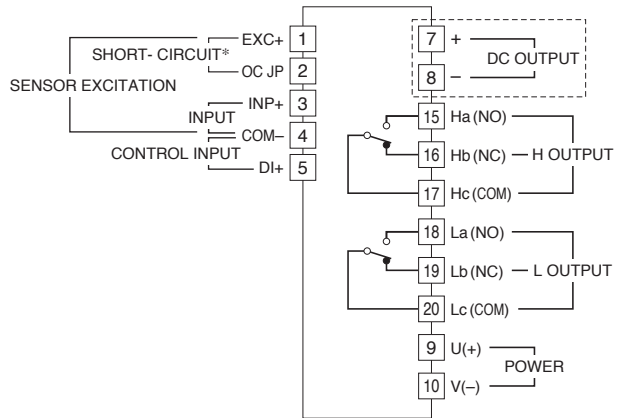 EXC+ 1
SHORT- CIRCUIT*
OC JP 2
SENSOR EXCITATION
INP+ 3
INPUT
COM– 4
CONTROL INPUT
DI+ 5
7 +
DC OUTPUT
8 –
15 Ha (NO)
16 Hb (NC) H OUTPUT
17 Hc (COM)
18 La (NO)
19 Lb (NC) L OUTPUT
20 Lc (COM)
9 U(+)
POWER
10 V(–)